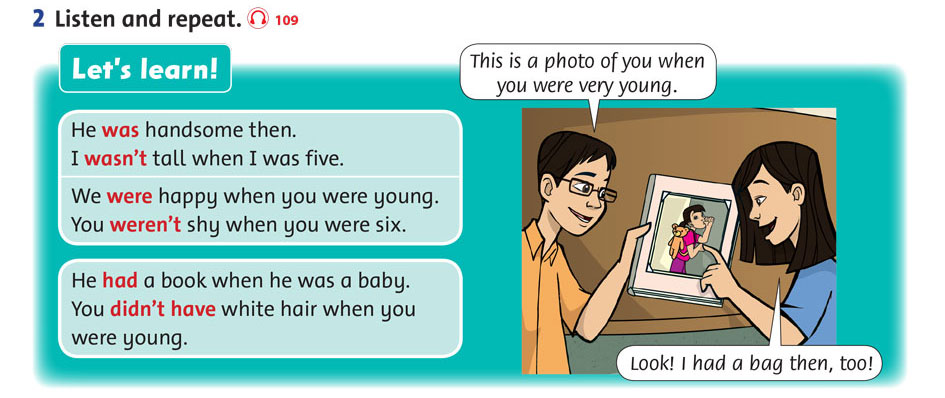 2 Listen and repeat. 109
Let's learn!
This is a photo of you when
you were very young.
He was handsome then.
I wasn't tall when I was five.
We were happy when you were young.
You weren't shy when you were six.
He had a book when he was a baby.
You didn't have white hair when you
were young.
Look! I had a bag then, too!